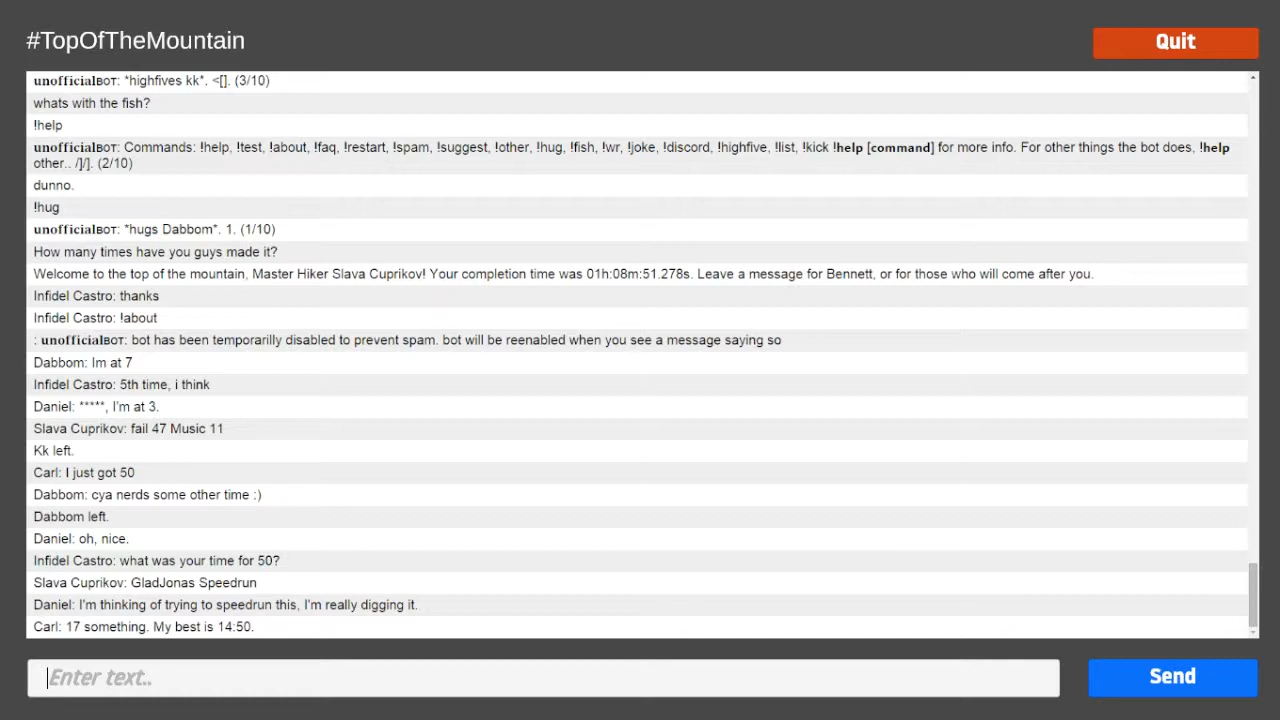 #TopOfTheMountain
Quit
unofficialBOT: *highfives kk*. <[]. (3/10)
whats with the fish?
!help
unofficialBOT: Commands: !help, !test, !about, !faq, !restart, !spam, !suggest, !other, !hug, !fish, !wr, !joke, !discord, !highfive, !list, !kick !help [command] for more info. For other things the bot does, !help
other.. /]/]. (2/10)
dunno.
!hug
unofficialBOT: *hugs Dabbom*. 1. (1/10)
How many times have you guys made it?
Welcome to the top of the mountain, Master Hiker Slava Cuprikov! Your completion time was 01h:08m:51.278s. Leave a message for Bennett, or for those who will come after you.
Infidel Castro: thanks
Infidel Castro: !about
: unofficialBOT: bot has been temporarilly disabled to prevent spam. bot will be reenabled when you see a message saying so
Dabbom: Im at 7
Infidel Castro: 5th time, i think
Daniel: *****, I'm at 3.
Slava Cuprikov: fail 47 Music 11
Kk left.
Carl: I just got 50
Dabbom: cya nerds some other time :)
Dabbom left.
Daniel: oh, nice.
Infidel Castro: what was your time for 50?
Slava Cuprikov: GladJonas Speedrun
Daniel: I'm thinking of trying to speedrun this, I'm really digging it.
Carl: 17 something. My best is 14:50.
Enter text..
Send